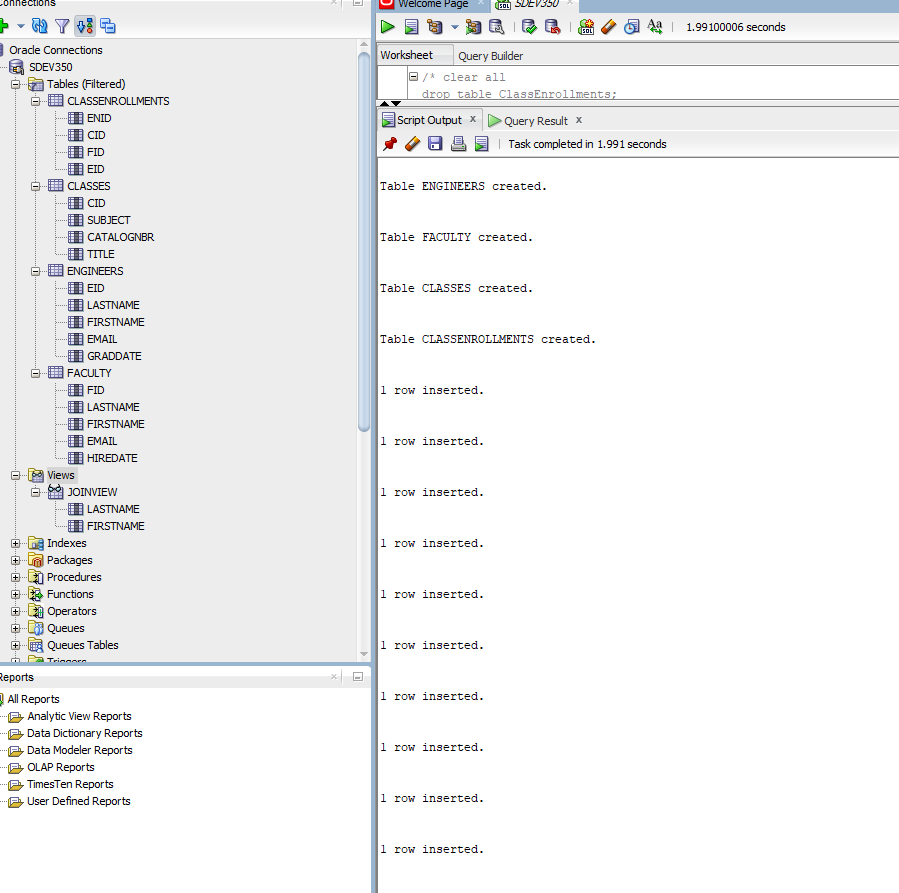 Connections
Oracle Connections
SDEV350
Tables (Filtered)
CLASSENROLLMENTS
ENID
CID
FID
EID
CLASSES
CID
SUBJECT
CATALOGNBR
TITLE
ENGINEERS
EID
LASTNAME
FIRSTNAME
EMAIL
GRADDATE
FACULTY
FID
LASTNAME
FIRSTNAME
EMAIL
HIREDATE
Views
JOINVIEW
LASTNAME
FIRSTNAME
Indexes
Packages
Procedures
Functions
Operators
Queues
Queues Tables
Triggers
Reports
All Reports
Analytic View Reports
Data Dictionary Reports
Data Modeler Reports
OLAP Reports
TimesTen Reports
User Defined Reports
Welcome Page SDEV350
1.99100006 seconds
Worksheet Query Builder
/* clear all
drop table ClassEnrollments;
Script Output x Query Result x
Task completed in 1.991 seconds
Table ENGINEERS created.
Table FACULTY created.
Table CLASSES created.
Table CLASSENROLLMENTS created.
1 row inserted.
1 row inserted.
1 row inserted.
1 row inserted.
1 row inserted.
1 row inserted.
1 row inserted.
1 row inserted.
1 row inserted.
1 row inserted.